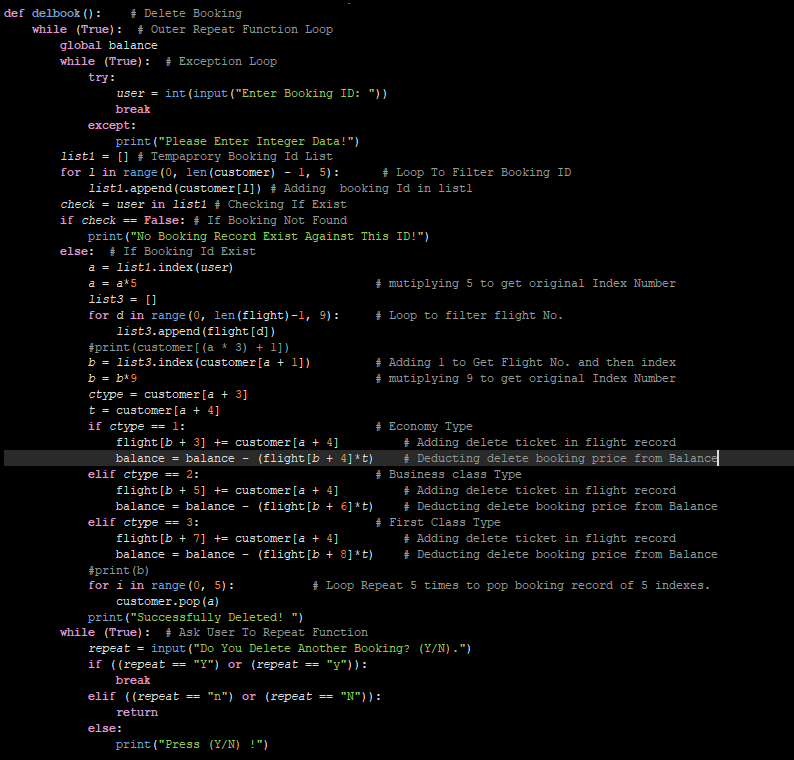 def delbook():    # Delete Booking
    while (True):  # Outer Repeat Function Loop
        global balance
        while (True):  # Exception Loop
            try:
                user = int(input("Enter Booking ID: "))
                break
            except:
                print("Please Enter Integer Data!")
        list1 = [] # Tempaprory Booking Id List
        for l in range(0, len(customer) - 1, 5):      # Loop To Filter Booking ID
            list1.append(customer[l]) # Adding  booking Id in list1
        check = user in list1 # Checking If Exist
        if check == False: # If Booking Not Found
            print("No Booking Record Exist Against This ID!")
        else:  # If Booking Id Exist
            a = list1.index(user)
            a = a*5                                  # mutiplying 5 to get original Index Number
            list3 = []
            for d in range(0, len(flight)-1, 9):     # Loop to filter flight No.
                list3.append(flight[d])
            #print(customer[(a * 3) + 1])
            b = list3.index(customer[a + 1])         # Adding 1 to Get Flight No. and then index
            b = b*9                                  # mutiplying 9 to get original Index Number
            ctype = customer[a + 3]
            t = customer[a + 4]
            if ctype == 1:                           # Economy Type
                flight[b + 3] += customer[a + 4]         # Adding delete ticket in flight record
                balance = balance - (flight[b + 4]*t)    # Deducting delete booking price from Balance
            elif ctype == 2:                         # Business class Type
                flight[b + 5] += customer[a + 4]         # Adding delete ticket in flight record
                balance = balance - (flight[b + 6]*t)    # Deducting delete booking price from Balance
            elif ctype == 3:                         # First Class Type
                flight[b + 7] += customer[a + 4]         # Adding delete ticket in flight record
                balance = balance - (flight[b + 8]*t)    # Deducting delete booking price from Balance
            #print(b)
            for i in range(0, 5):           # Loop Repeat 5 times to pop booking record of 5 indexes.
                customer.pop(a)
            print("Successfully Deleted! ")
        while (True):  # Ask User To Repeat Function
            repeat = input("Do You Delete Another Booking? (Y/N).")
            if ((repeat == "Y") or (repeat == "y")):
                break
            elif ((repeat == "n") or (repeat == "N")):
                return
            else:
                print("Press (Y/N) !")